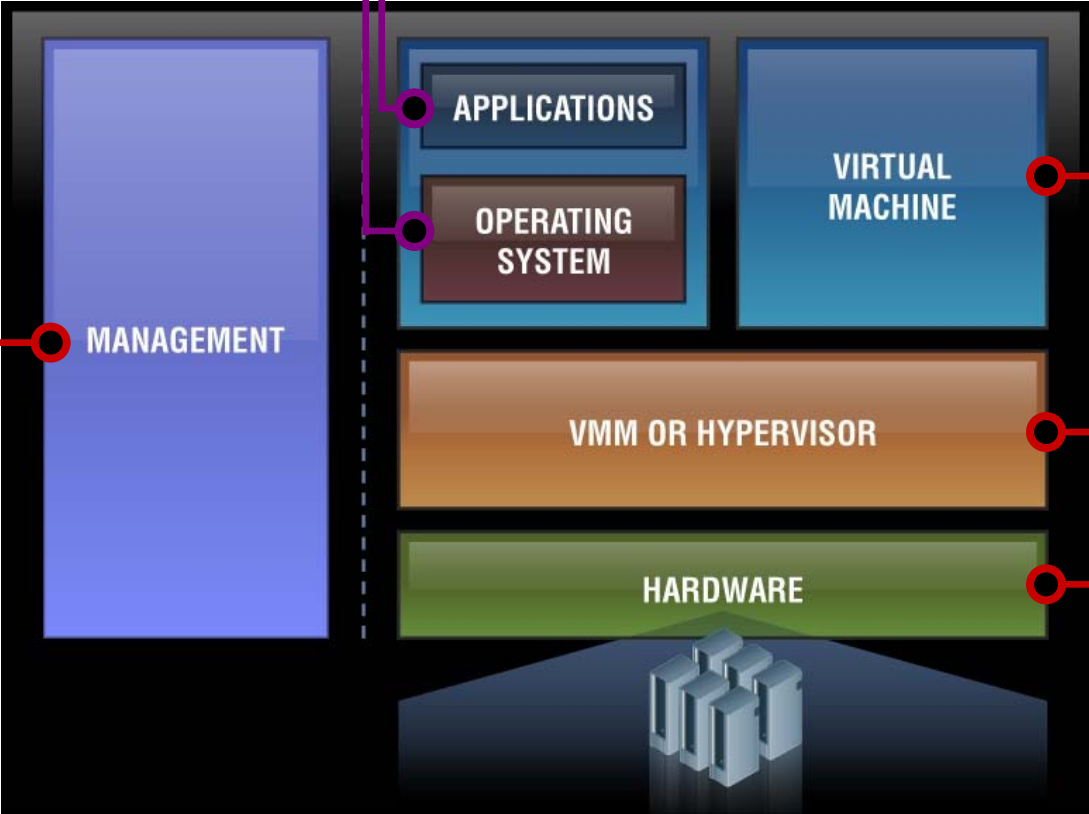 APPLICATIONS
OPERATING
SYSTEM
VIRTUAL
MACHINE
MANAGEMENT
VMM OR HYPERVISOR
HARDWARE